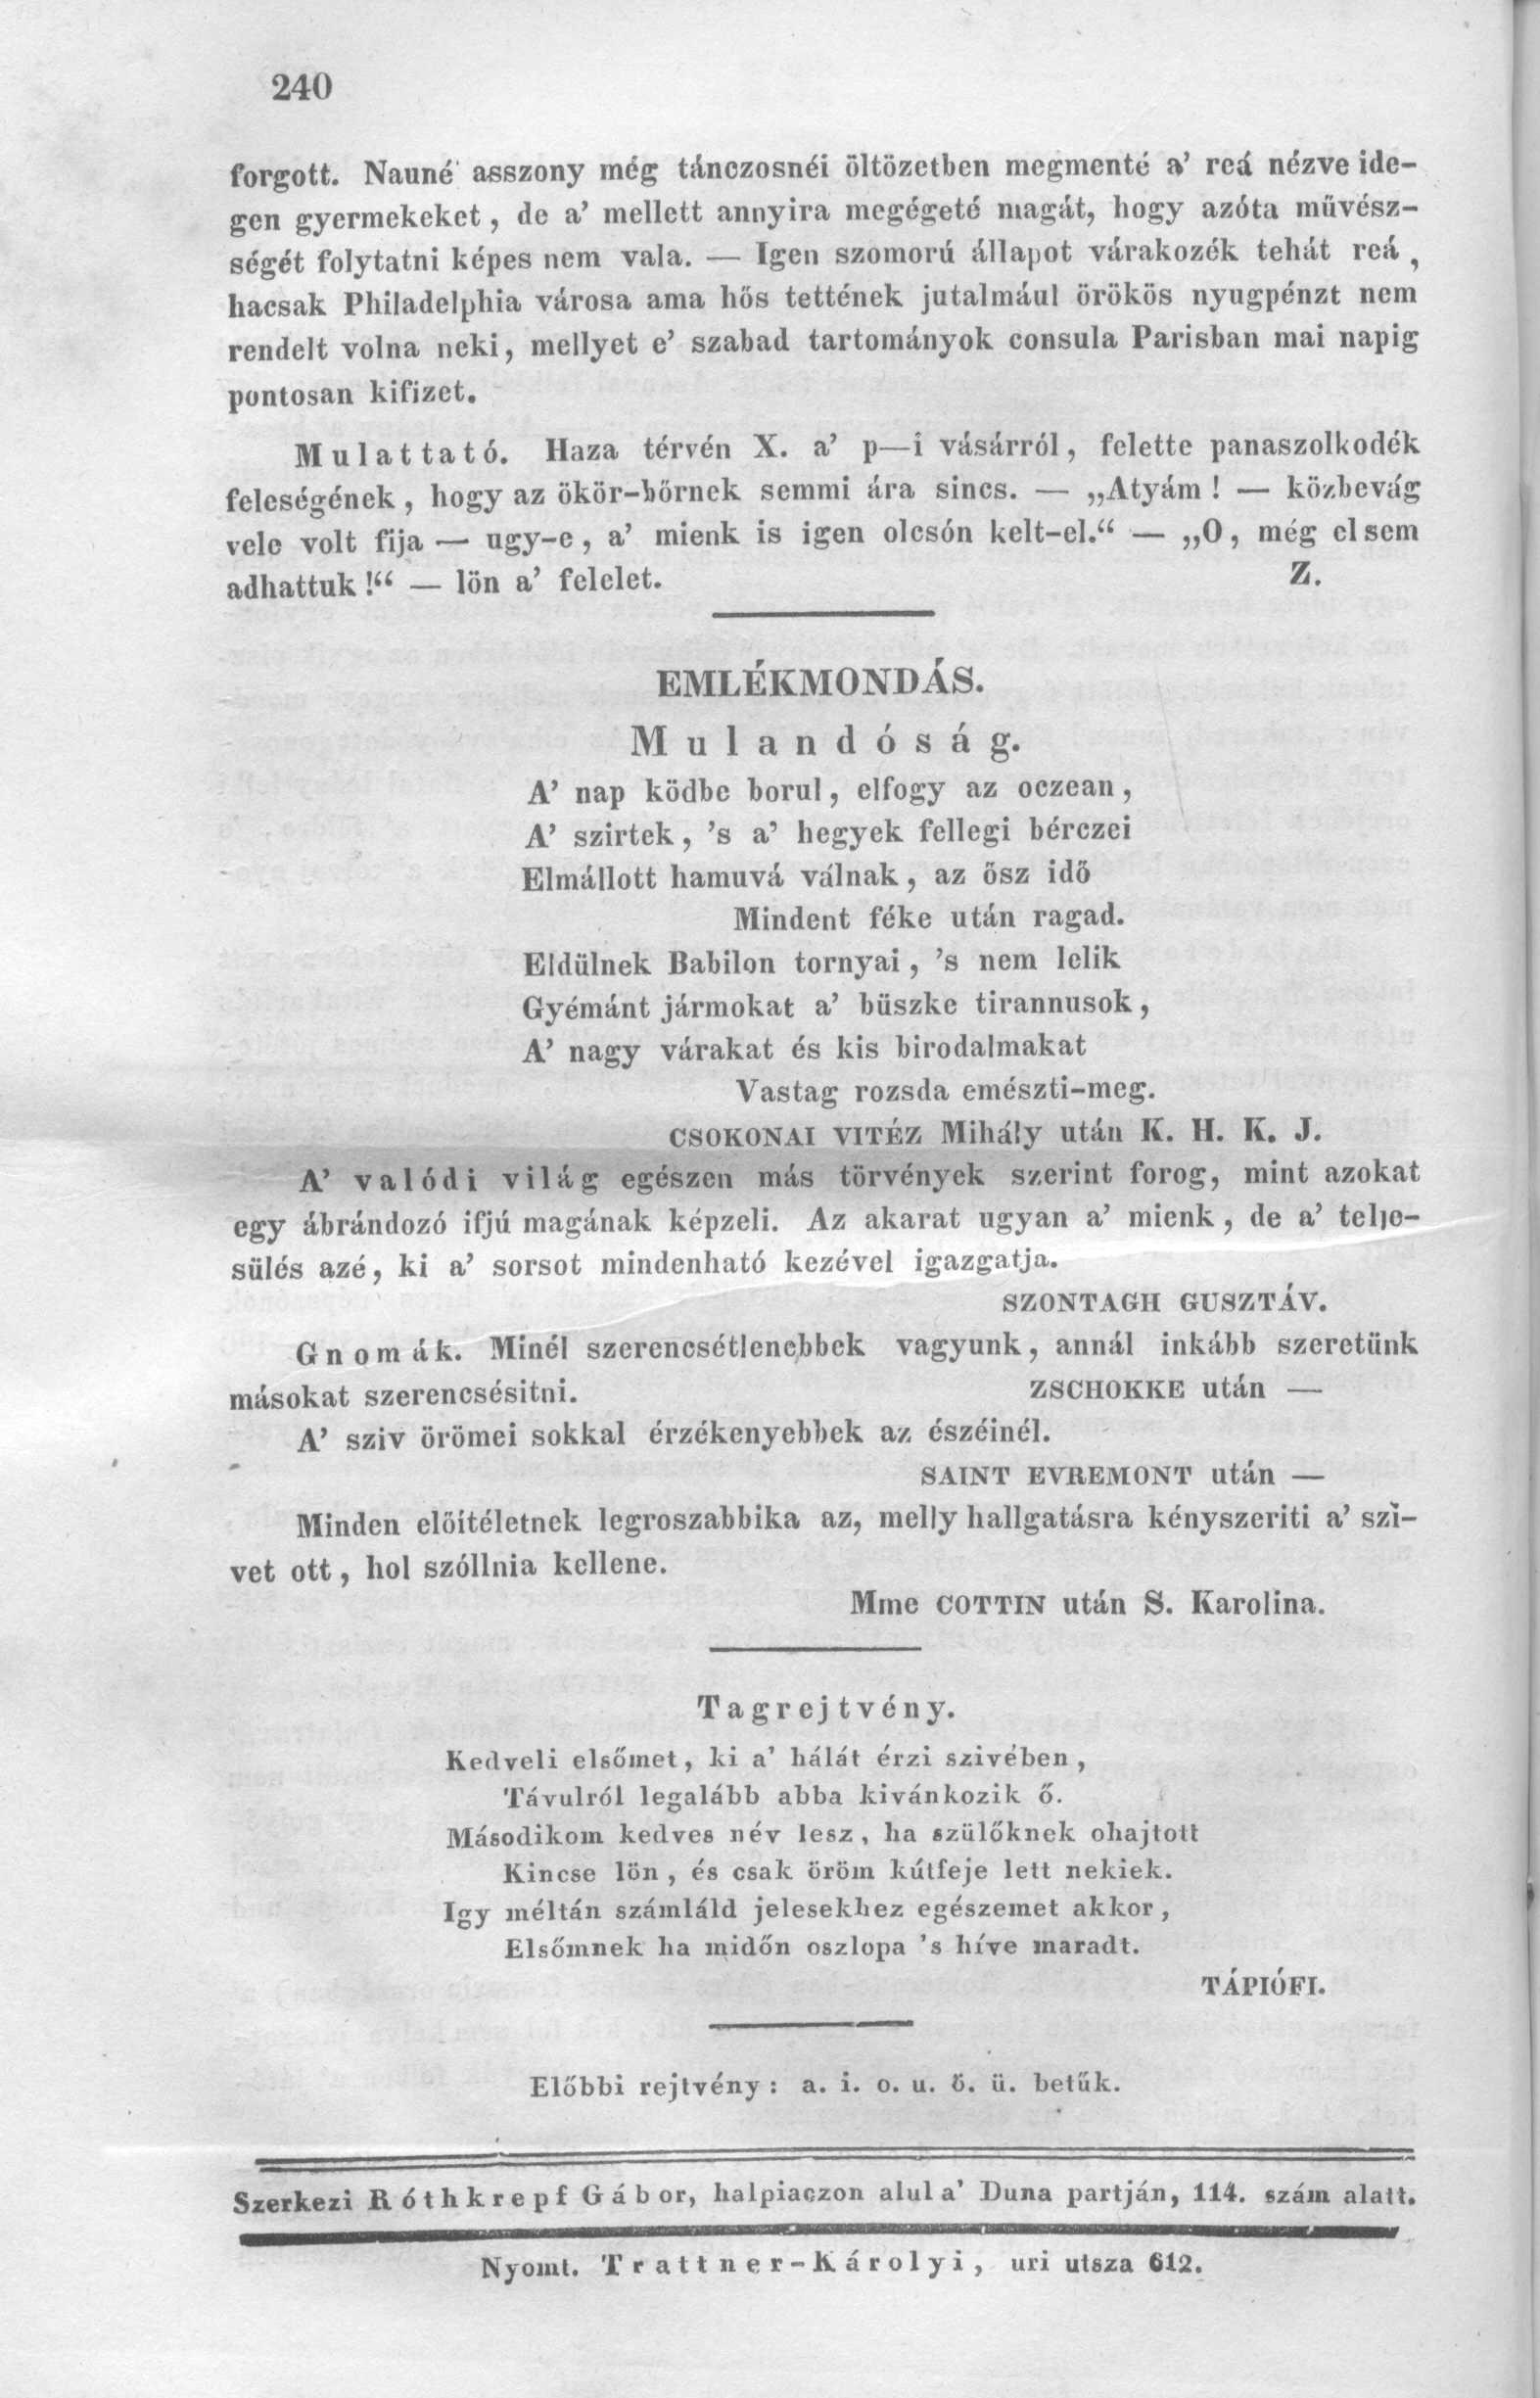 240
forgott. Nauné asszony még tánczosnéi öltözetben megmenté a’ reá nézve ide-
gen gyermekeket, de a’ mellett annyira megégeté magát, hogy azóta művész-
ségét folytatni képes nem vala. — Igen szomorú állapot várakozék tehát reá,
hacsak Philadelphia városa ama hős tettének jutalmául örökös nyugpénzt nem
rendelt volna neki, mellyet e’ szabad tartományok consula Parisban mai napig
pontosan kifizet.
Mulattató. Haza térvén X. a’ p—i vásárról, felette panaszolkodék
feleségének, hogy az ökör-bőrnek semmi ára sincs. — „Atyám! — közbevág
vele volt fija — ugy-e, a’ mienk is igen olcsón kelt-el.“ — „O, még el sem
adhattuk!“ — lön a’ felelet. Z.
EMLÉKMONDÁS.
Mulandóság.
A’ nap ködbe borul, elfogy az oczean,
A’ szirtek, ’s a’ hegyek fellegi bérczei
Elmállott hamuvá válnak, az ősz idő
Mindent féke után ragad.
Eldülnek Babilon tornyai, ’s nem lelik
Gyémánt jármokat a’ büszke tirannusok,
A’ nagy várakat és kis birodalmakat
Vastag rozsda emészti-meg.
CSOKONAI VITÉZ Mihály után K. H. K. J.
A’ valódi világ egészen más törvények szerint forog, mint azokat
egy ábrándozó ifjú magának képzeli. Az akarat ugyan a’ mienk, de a’ telje-
sülés azé, ki a’ sorsot mindenható kezével igazgatja.
SZONTAGH GUSZTÁV.
Gnomák. Minél szerencsétlenebbek vagyunk, annál inkább szeretünk
másokat szerencsésitni. ZSCHOKKE után —
A’ sziv örömei sokkal érzékenyebbek az észéinél.
SAINT EVREMONT után —
Minden előítéletnek legroszabbika az, melly hallgatásra kényszeriti a’ szi-
vet ott, hol szóllnia kellene.
Mme COTTIN után S. Karolina.
Tagrejtvény.
Kedveli elsőmet, ki a’ hálát érzi szivében,
Távulról legalább abba kivánkozik ő.
Másodikom kedves név lesz, ha szülőknek ohajtott
Kincse lön, és csak öröm kútfeje lett nekiek.
Igy méltán számláld jelesekhez egészemet akkor,
Elsőmnek ha midőn oszlopa ’s híve maradt.
TÁPIÓFI.
Előbbi rejtvény: a. i. o. u. ö. ü. betűk.
Szerkezi Róthkrepf Gábor, halpiaczon alul a’ Duna partján, 114. szám alatt.
Nyomt. Trattner-Károlyi, uri utsza 612.